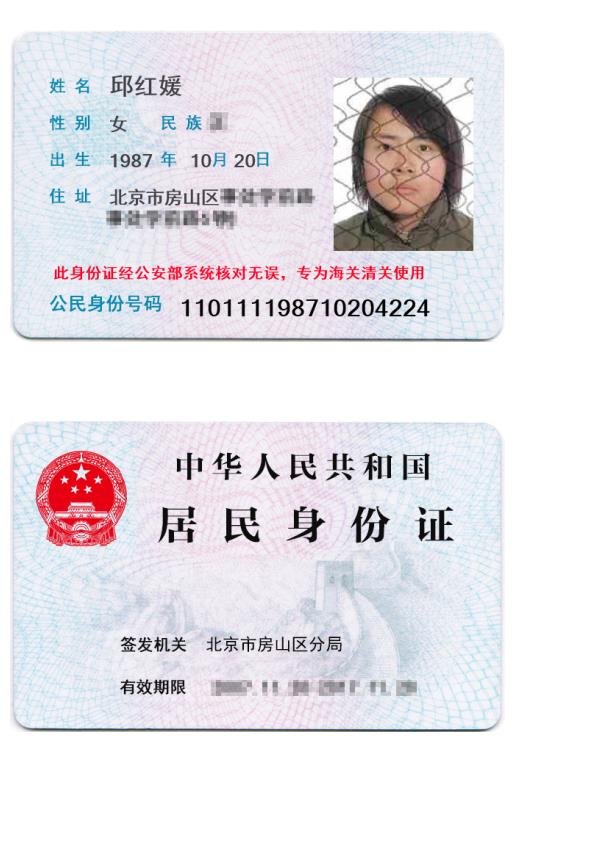 姓名 邱红媛
性别 女 民族
出生 1987 年 10月 20日
住址 北京市房山区
此身份证经公安部系统核对无误，专为海关清关使用
公民身份号码 110111198710204224
中华人民共和国
居民身份证
签发机关 北京市房山区分局
有效期限